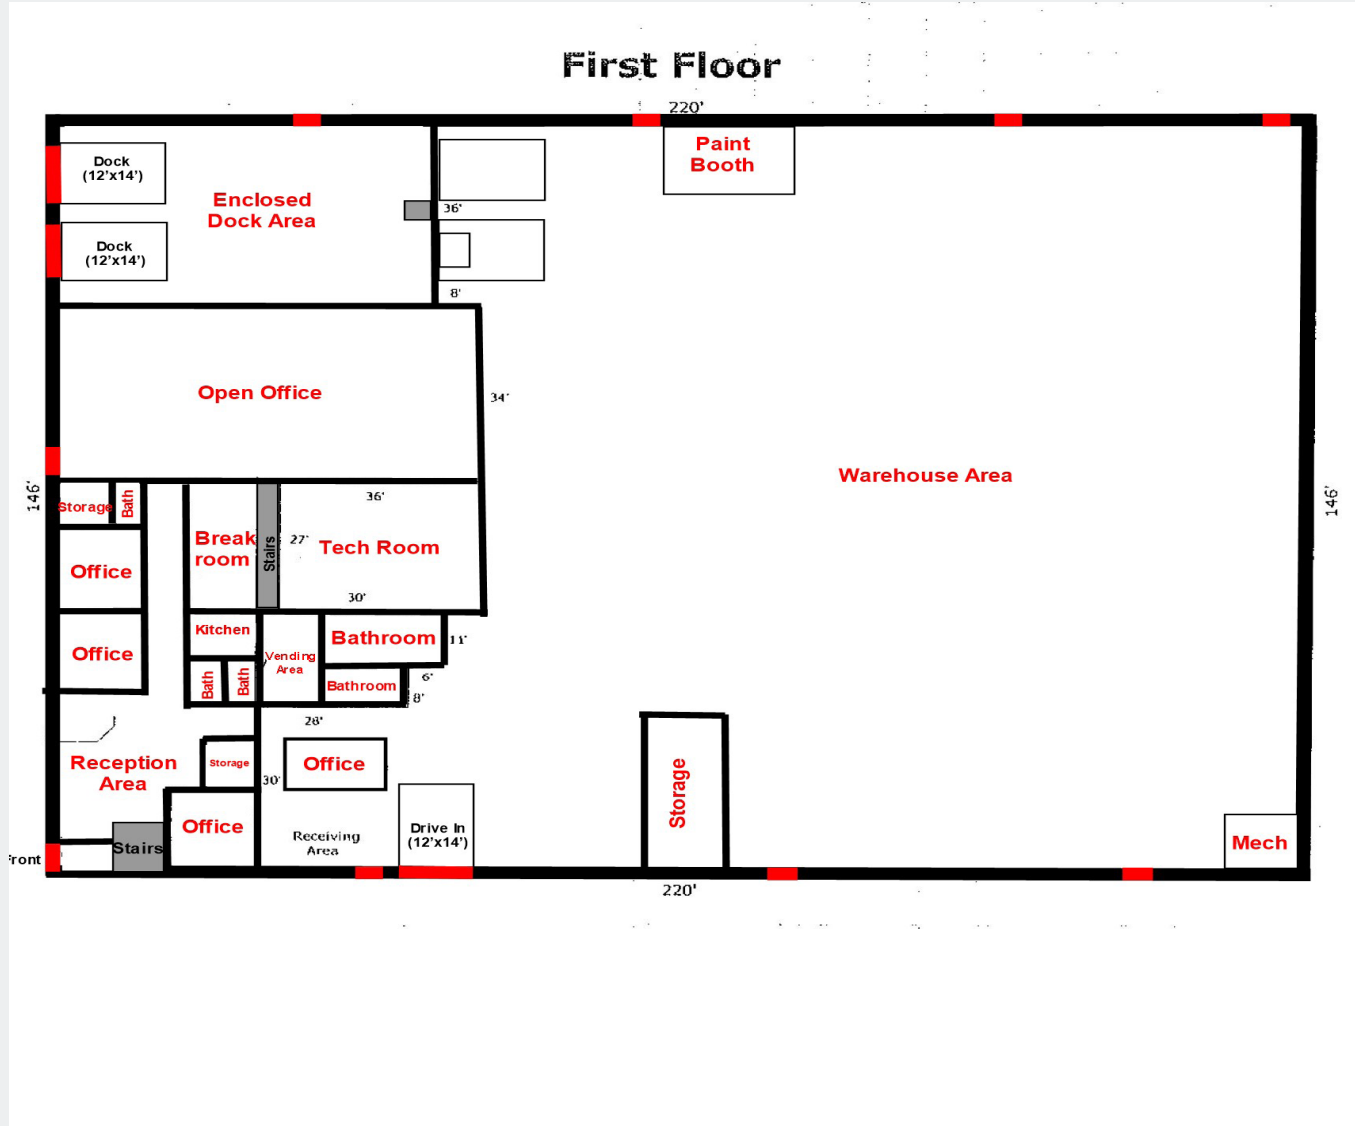 First Floor
220'
Paint
Booth
Dock
(12'x14')
Enclosed
Dock Area
36'
Dock
(12'x14')
8'
Open Office
34'
Warehouse Area
146'
146'
Storage
Bath
36'
Break
room
Stairs
27'
Tech Room
Office
30'
Kitchen
Bathroom
11'
Office
Vending
Area
Bath
Bath
Bathroom
6'
8'
28'
Reception
Area
Storage
30'
Office
Storage
Office
Receiving
Area
Drive In
(12'x14')
Stairs
Mech
Front
220'